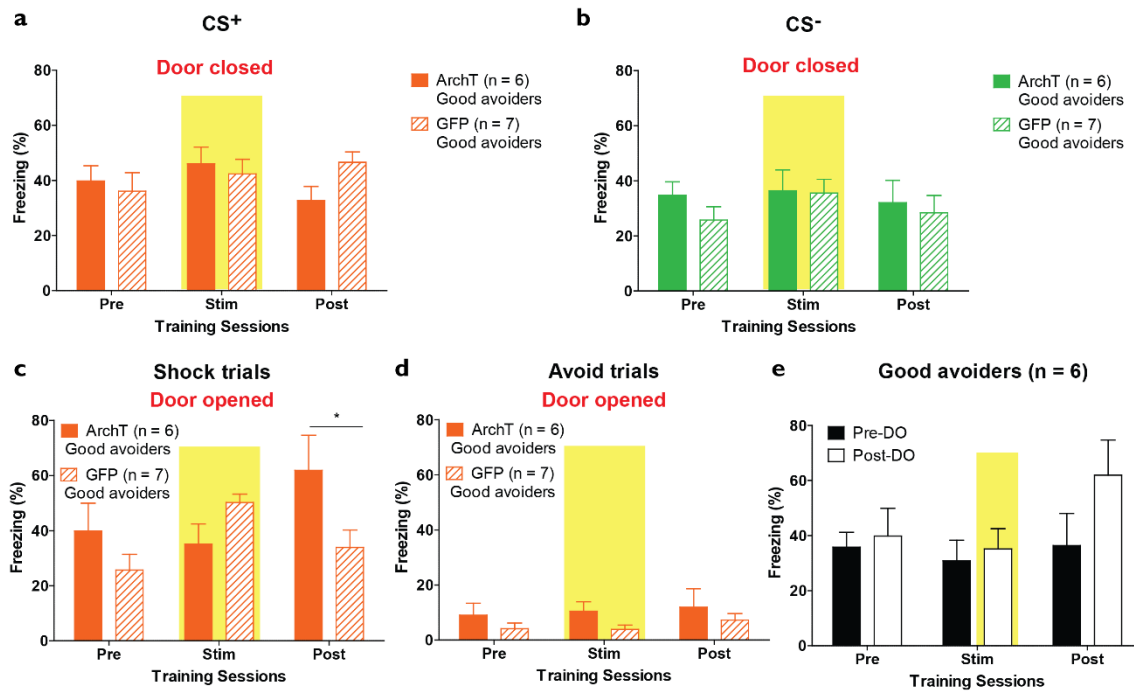 a
CS+
Door closed
80
60
40
20
0
Freezing (%)
Pre
Stim
Post
Training Sessions
ArchT (n = 6)
Good avoiders
GFP (n = 7)
Good avoiders
b
CS-
Door closed
80
60
40
20
0
Freezing (%)
Pre
Stim
Post
Training Sessions
ArchT (n = 6)
Good avoiders
GFP (n = 7)
Good avoiders
c
Shock trials
Door opened
80
60
40
20
0
Freezing (%)
ArchT (n = 6)
Good avoiders
GFP (n = 7)
Good avoiders
*
Pre
Stim
Post
Training Sessions
d
Avoid trials
Door opened
80
60
40
20
0
Freezing (%)
ArchT (n = 6)
Good avoiders
GFP (n = 7)
Good avoiders
Pre
Stim
Post
Training Sessions
e
Good avoiders (n = 6)
80
60
40
20
0
Freezing (%)
Pre-DO
Post-DO
Pre
Stim
Post
Training Sessions